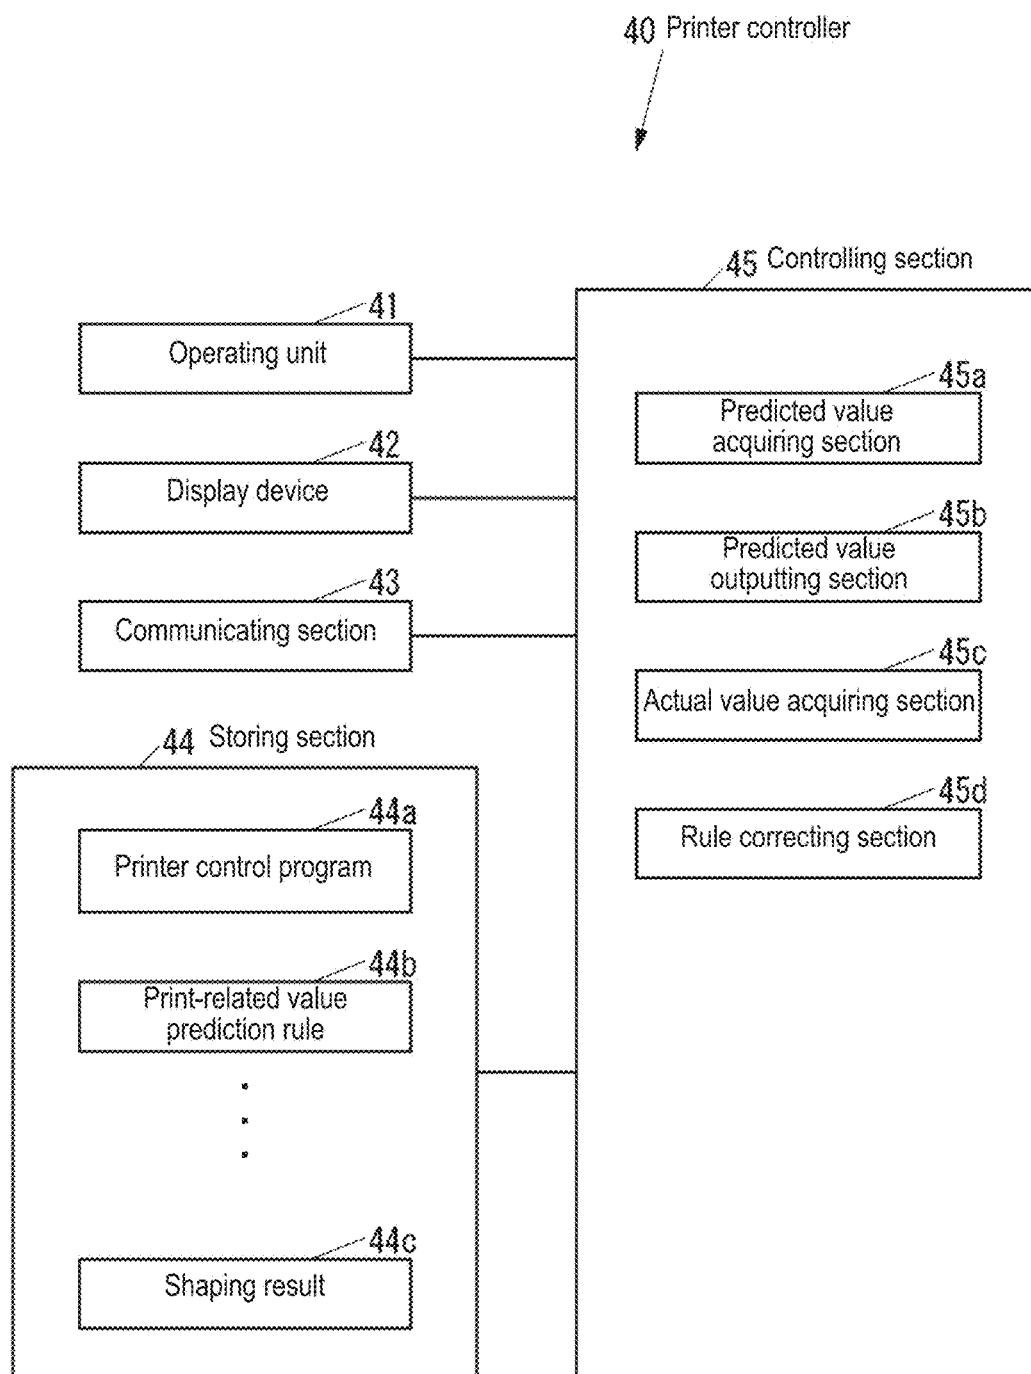 40 Printer controller
45 Controlling section
41
Operating unit
42
Display device
43
Communicating section
44 Storing section
44a
Printer control program
44b
Print-related value
prediction rule
44c
Shaping result
45a
Predicted value
acquiring section
45b
Predicted value
outputting section
45c
Actual value acquiring section
45d
Rule correcting section